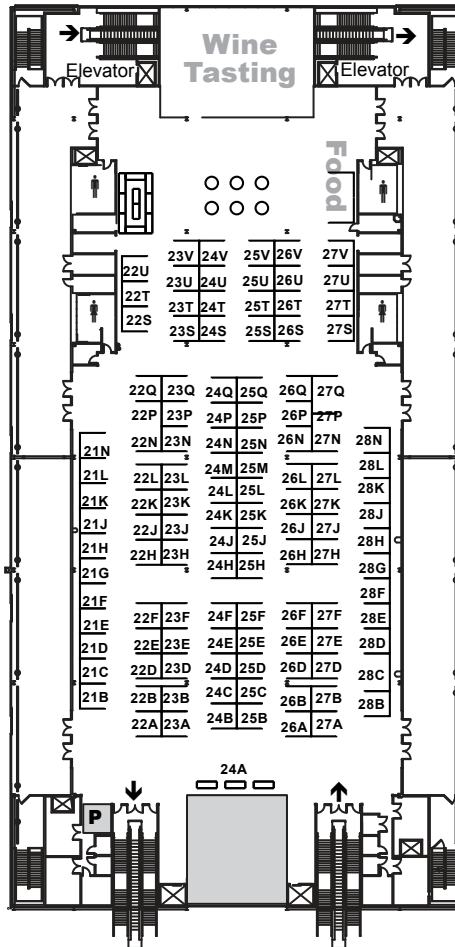 Wine
Tasting
Elevator
Elevator
Food
22U
22T
22S
23V 24V
23U 24U
23T 24T
23S 24S
25V 26V
25U 26U
25T 26T
25S 26S
27V
27U
27T
27S
22Q 23Q
22P 23P
22N 23N
24Q 25Q
24P 25P
24N 25N
24M 25M
24L 25L
24K 25K
24J 25J
24H 25H
26Q 27Q
26P 27P
26N 27N
21N
21L
21K
21J
21H
21G
21F
21E
21D
21C
21B
22L 23L
22K 23K
22J 23J
22H 23H
26L 27L
26K 27K
26J 27J
26H 27H
28N
28L
28K
28J
28H
28G
28F
28E
28D
28C
28B
22F 23F
22E 23E
22D 23D
22B 23B
22A 23A
24F 25F
24E 25E
24D 25D
24C 25C
24B 25B
26F 27F
26E 27E
26D 27D
26B 27B
26A 27A
24A
P